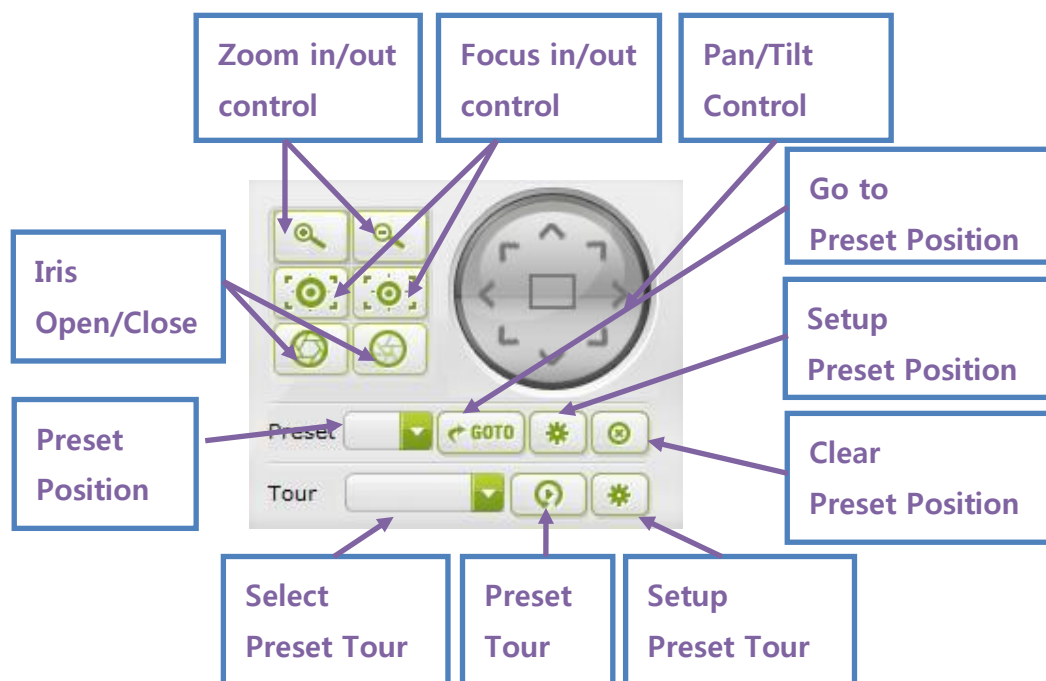 Zoom in/out
control
Focus in/out
control
Pan/Tilt
Control
Go to
Preset Position
Iris
Open/Close
Setup
Preset Position
Preset
Position
Preset
GOTO
Clear
Preset Position
Tour
Select
Preset Tour
Preset
Tour
Setup
Preset Tour